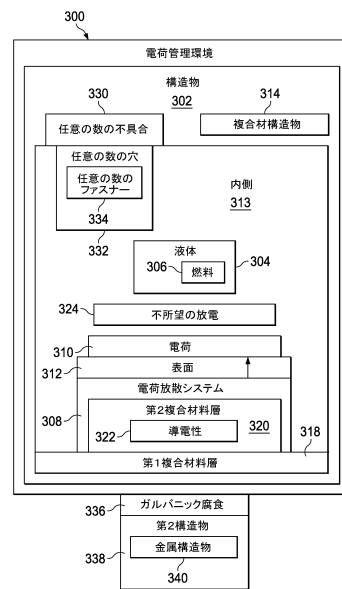 300
電荷管理環境
構造物
302
330
314
任意の数の不具合
複合材構造物
任意の数の穴
任意の数の
ファスナー
334
332
内側
313
液体
306
燃料
304
324
不所望の放電
310
電荷
312
表面
電荷放散システム
308
第2複合材料層
322
導電性
320
318
第1複合材料層
336
ガルバニック腐食
第2構造物
338
金属構造物
340